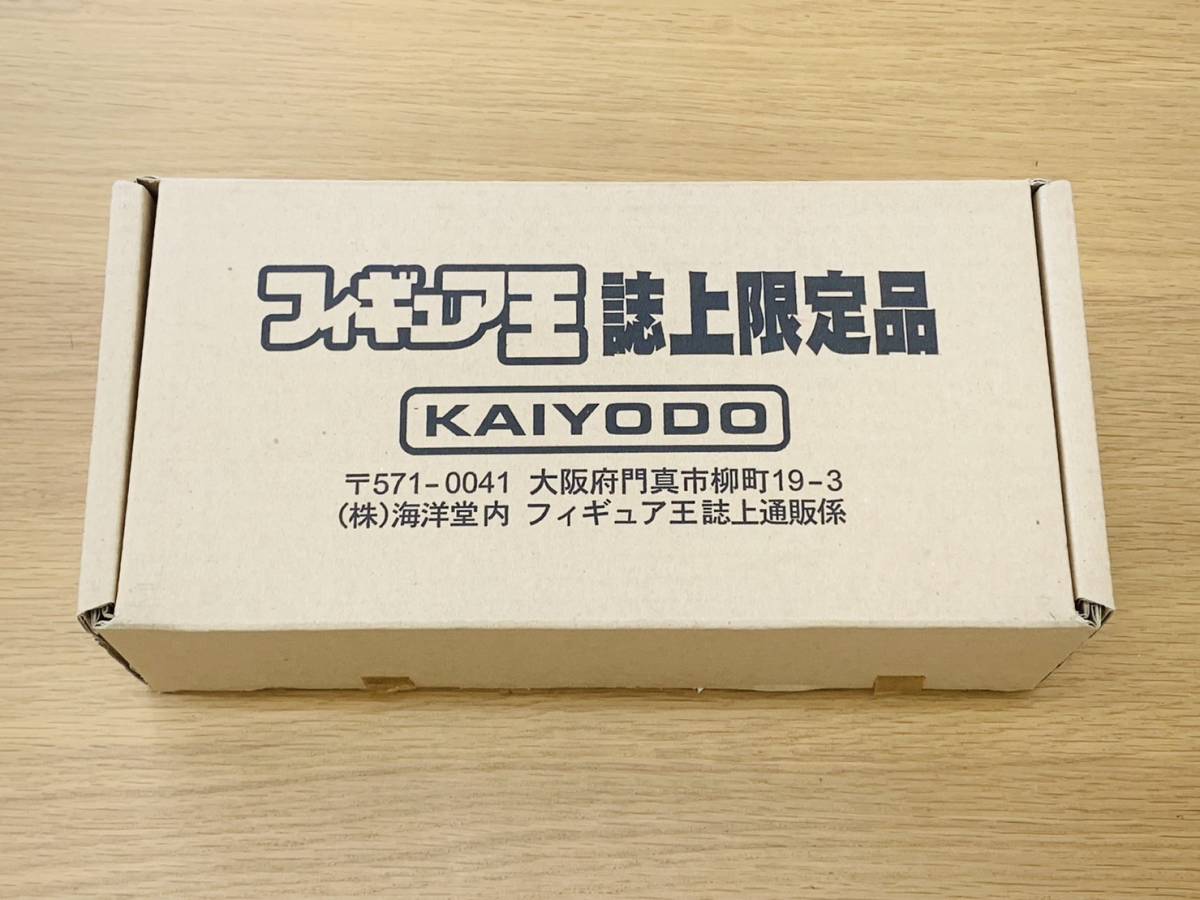 フィギュア王 誌上限定品
KAIYODO
〒571-0041 大阪府門真市柳町19-3
(株)海洋堂内 フィギュア王誌上通販係